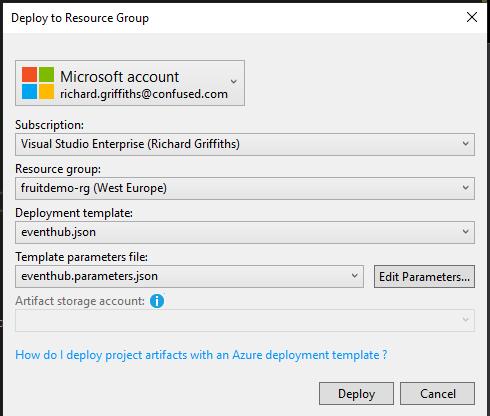 Deploy to Resource Group
Microsoft account
richard.griffiths@confused.com
Subscription:
Visual Studio Enterprise (Richard Griffiths)
Resource group:
fruitdemo-rg (West Europe)
Deployment template:
eventhub.json
Template parameters file:
eventhub.parameters.json
Edit Parameters...
Artifact storage account:
How do I deploy project artifacts with an Azure deployment template ?
Deploy
Cancel